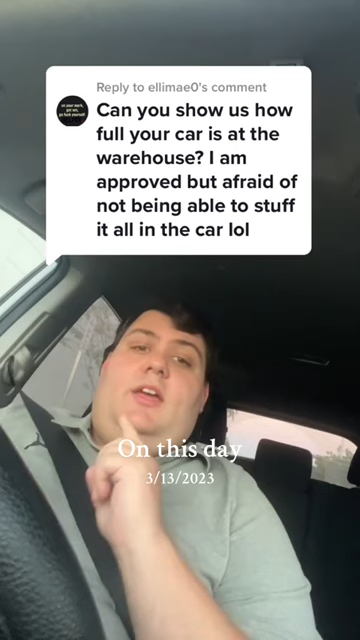 Reply to ellimae0's comment
Can you show us how
full your car is at the
warehouse? I am
approved but afraid of
not being able to stuff
it all in the car lol
On this day
3/13/2023